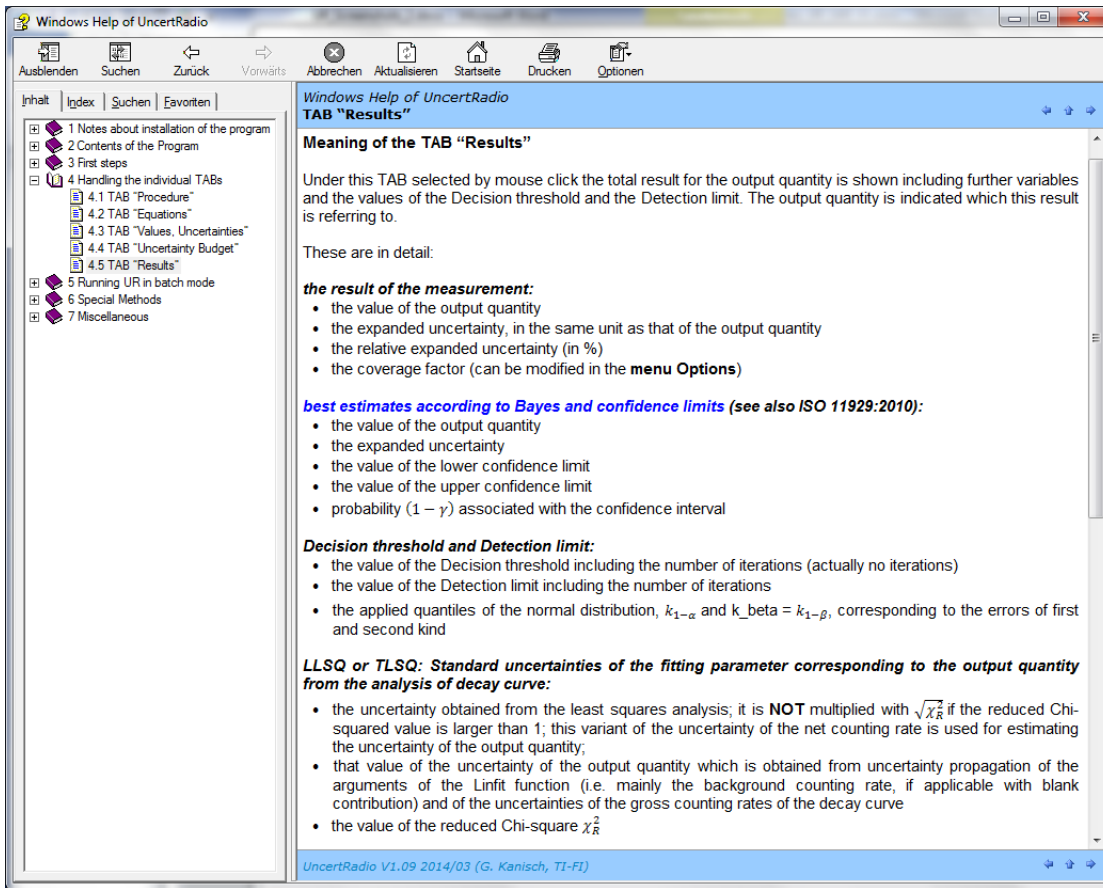 Windows Help of UncertRadio
Ausblenden Suchen Zurück Vorwärts Abbrechen Aktualisieren Startseite Drucken Optionen
Inhalt Index Suchen Favoriten
1 Notes about installation of the program
2 Contents of the Program
3 First steps
4 Handling the individual TABs
4.1 TAB "Procedure"
4.2 TAB "Equations"
4.3 TAB "Values, Uncertainties"
4.4 TAB "Uncertainty Budget"
4.5 TAB "Results"
5 Running UR in batch mode
6 Special Methods
7 Miscellaneous
Windows Help of UncertRadio
TAB "Results"
Meaning of the TAB "Results"
Under this TAB selected by mouse click the total result for the output quantity is shown including further variables
and the values of the Decision threshold and the Detection limit. The output quantity is indicated which this result
is referring to.
These are in detail:
the result of the measurement:
• the value of the output quantity
• the expanded uncertainty, in the same unit as that of the output quantity
• the relative expanded uncertainty (in %)
• the coverage factor (can be modified in the menu Options)
best estimates according to Bayes and confidence limits (see also ISO 11929:2010):
• the value of the output quantity
• the expanded uncertainty
• the value of the lower confidence limit
• the value of the upper confidence limit
• probability (1 − γ) associated with the confidence interval
Decision threshold and Detection limit:
• the value of the Decision threshold including the number of iterations (actually no iterations)
• the value of the Detection limit including the number of iterations
• the applied quantiles of the normal distribution, k₁₋α and k_beta = k₁₋β, corresponding to the errors of first
and second kind
LLSQ or TLSQ: Standard uncertainties of the fitting parameter corresponding to the output quantity
from the analysis of decay curve:
• the uncertainty obtained from the least squares analysis; it is NOT multiplied with √χ²R if the reduced Chi-
squared value is larger than 1; this variant of the uncertainty of the net counting rate is used for estimating
the uncertainty of the output quantity;
• that value of the uncertainty of the output quantity which is obtained from uncertainty propagation of the
arguments of the Linfit function (i.e. mainly the background counting rate, if applicable with blank
contribution) and of the uncertainties of the gross counting rates of the decay curve
• the value of the reduced Chi-square χ²R
UncertRadio V1.09 2014/03 (G. Kanisch, TI-FI)